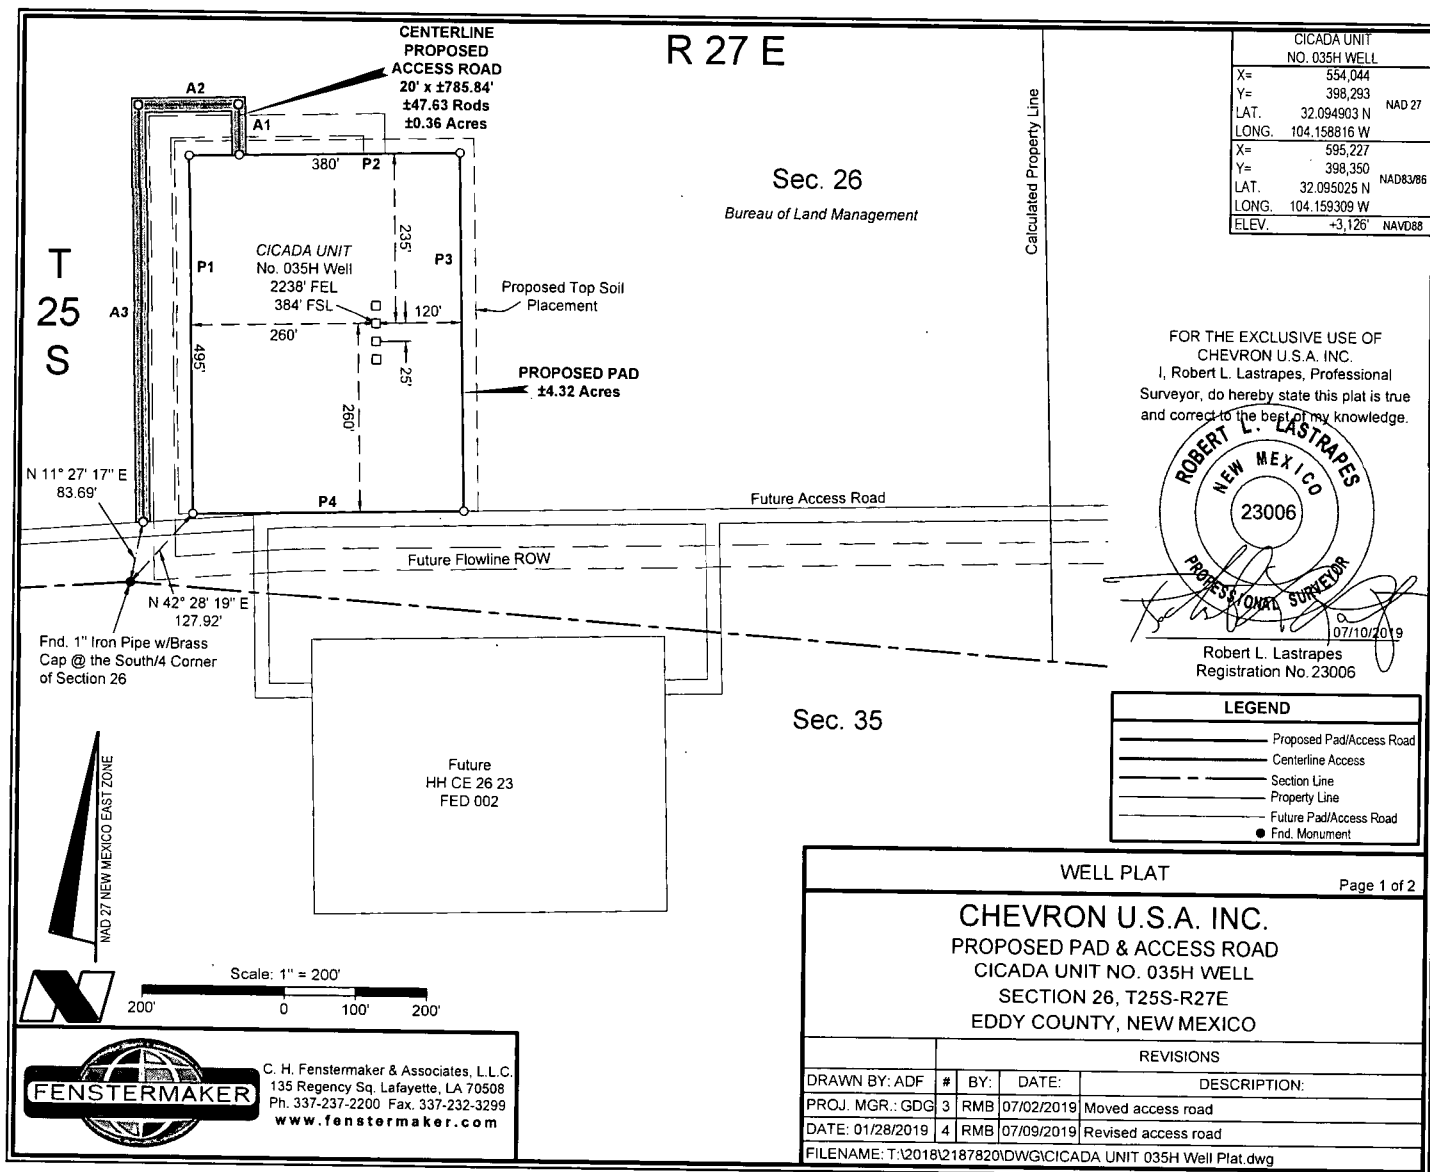 R 27 E
CENTERLINE
PROPOSED
ACCESS ROAD
20' x ±785.84'
±47.63 Rods
±0.36 Acres
A2
A1
380'
P2
CICADA UNIT
NO. 035H WELL
X= 554,044
Y= 398,293
LAT. 32.094903 N
LONG. 104.158816 W
NAD 27
X= 595,227
Y= 398,350
LAT. 32.095025 N
LONG. 104.159309 W
NAD83/86
ELEV. +3,126' NAVD88
Calculated Property Line
Sec. 26
Bureau of Land Management
T
25
S
A3
P1
CICADA UNIT
No. 035H Well
2238' FEL
384' FSL
235'
P3
Proposed Top Soil
Placement
120'
260'
495'
25'
260'
PROPOSED PAD
±4.32 Acres
P4
N 11° 27' 17" E
83.69'
Future Access Road
Future Flowline ROW
N 42° 28' 19" E
127.92'
Fnd. 1" Iron Pipe w/Brass
Cap @ the South/4 Corner
of Section 26
FOR THE EXCLUSIVE USE OF
CHEVRON U.S.A. INC.
I, Robert L. Lastrapes, Professional
Surveyor, do hereby state this plat is true
and correct to the best of my knowledge.
ROBERT L. LASTRAPES
NEW MEXICO
23006
PROFESSIONAL SURVEYOR
07/10/2019
Robert L. Lastrapes
Registration No. 23006
Sec. 35
Future
HH CE 26 23
FED 002
LEGEND
Proposed Pad/Access Road
Centerline Access
Section Line
Property Line
Future Pad/Access Road
Fnd. Monument
NAD 27 NEW MEXICO EAST ZONE
Scale: 1" = 200'
200' 0 100' 200'
FENSTERMAKER
C. H. Fenstermaker & Associates, L.L.C.
135 Regency Sq. Lafayette, LA 70508
Ph. 337-237-2200 Fax. 337-232-3299
www.fenstermaker.com
WELL PLAT
Page 1 of 2
CHEVRON U.S.A. INC.
PROPOSED PAD & ACCESS ROAD
CICADA UNIT NO. 035H WELL
SECTION 26, T25S-R27E
EDDY COUNTY, NEW MEXICO
REVISIONS
DRAWN BY: ADF # BY: DATE: DESCRIPTION:
PROJ. MGR.: GDG 3 RMB 07/02/2019 Moved access road
DATE: 01/28/2019 4 RMB 07/09/2019 Revised access road
FILENAME: T:\2018\2187820\DWG\CICADA UNIT 035H Well Plat.dwg